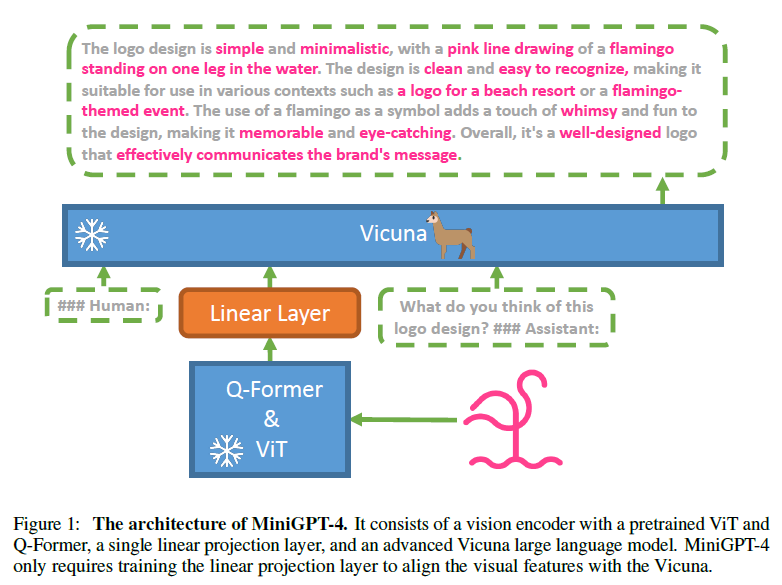 The logo design is simple and minimalistic, with a pink line drawing of a flamingo
standing on one leg in the water. The design is clean and easy to recognize, making it
suitable for use in various contexts such as a logo for a beach resort or a flamingo-
themed event. The use of a flamingo as a symbol adds a touch of whimsy and fun to
the design, making it memorable and eye-catching. Overall, it's a well-designed logo
that effectively communicates the brand's message.
Vicuna
### Human:
Linear Layer
What do you think of this
logo design? ### Assistant:
Q-Former
&
ViT
Figure 1: The architecture of MiniGPT-4. It consists of a vision encoder with a pretrained ViT and
Q-Former, a single linear projection layer, and an advanced Vicuna large language model. MiniGPT-4
only requires training the linear projection layer to align the visual features with the Vicuna.